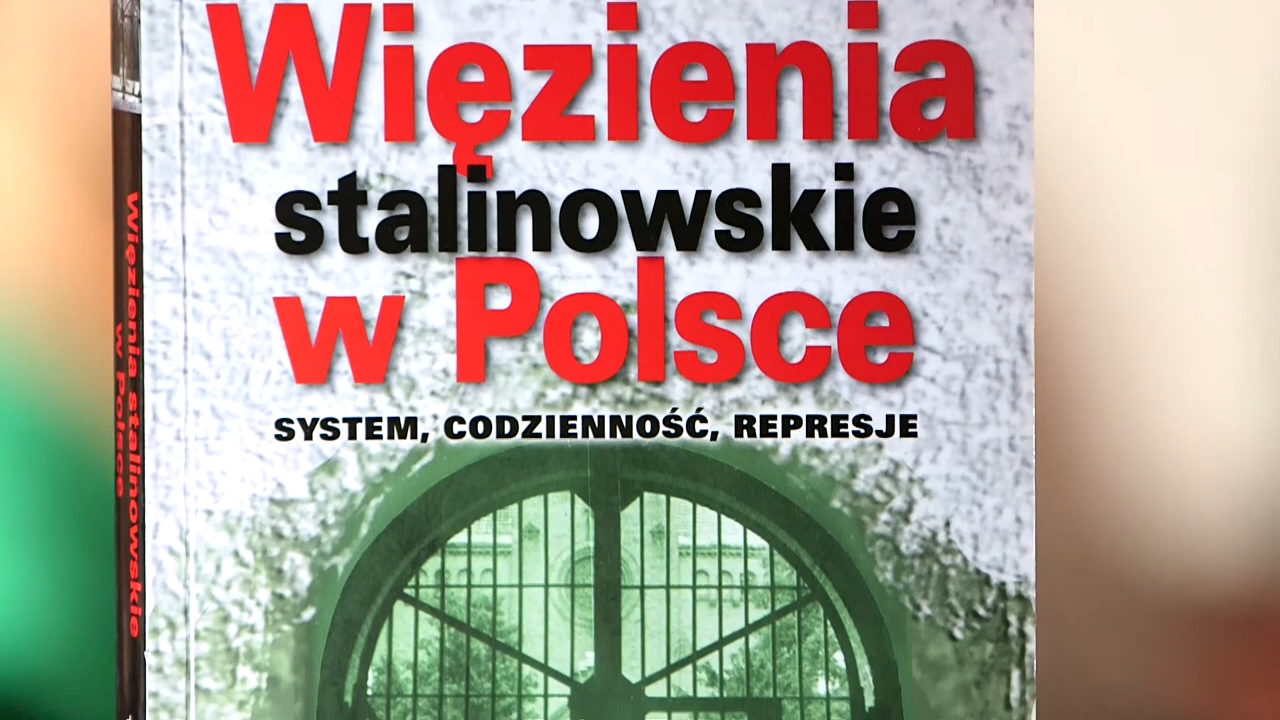 Więzienia
stalinowskie
w Polsce
SYSTEM, CODZIENNOŚĆ, REPRESJE
Więzienia stalinowskie
w Polsce